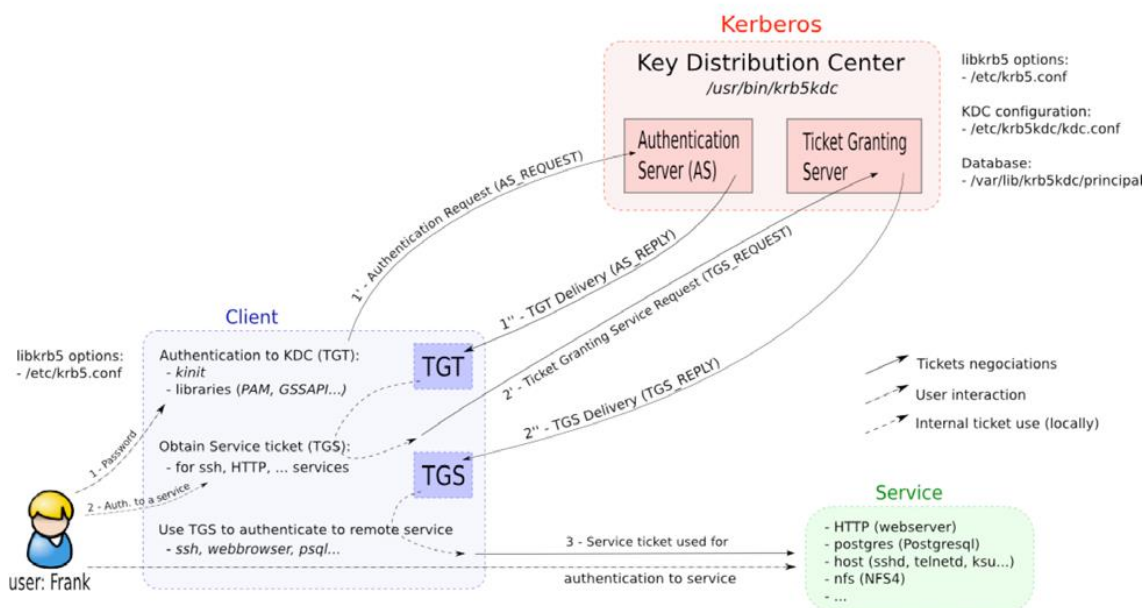 Kerberos
Key Distribution Center
/usr/bin/krb5kdc
Authentication
Server (AS)
Ticket Granting
Server
libkrb5 options:
- /etc/krb5.conf
KDC configuration:
- /etc/krb5kdc/kdc.conf
Database:
- /var/lib/krb5kdc/principal
1' - Authentication Request (AS_REQUEST)
1'' - TGT Delivery (AS_REPLY)
2' - Ticket Granting Service Request (TGS_REQUEST)
2'' - TGS Delivery (TGS_REPLY)
Client
libkrb5 options:
- /etc/krb5.conf
Authentication to KDC (TGT):
- kinit
- libraries (PAM, GSSAPI...)
TGT
Obtain Service ticket (TGS):
- for ssh, HTTP, ... services
TGS
Use TGS to authenticate to remote service
- ssh, webbrowser, psql...
1 - Password
2 - Auth. to a service
user: Frank
3 - Service ticket used for
authentication to service
Tickets negociations
User interaction
Internal ticket use (locally)
Service
- HTTP (webserver)
- postgres (Postgresql)
- host (sshd, telnetd, ksu...)
- nfs (NFS4)
- ...